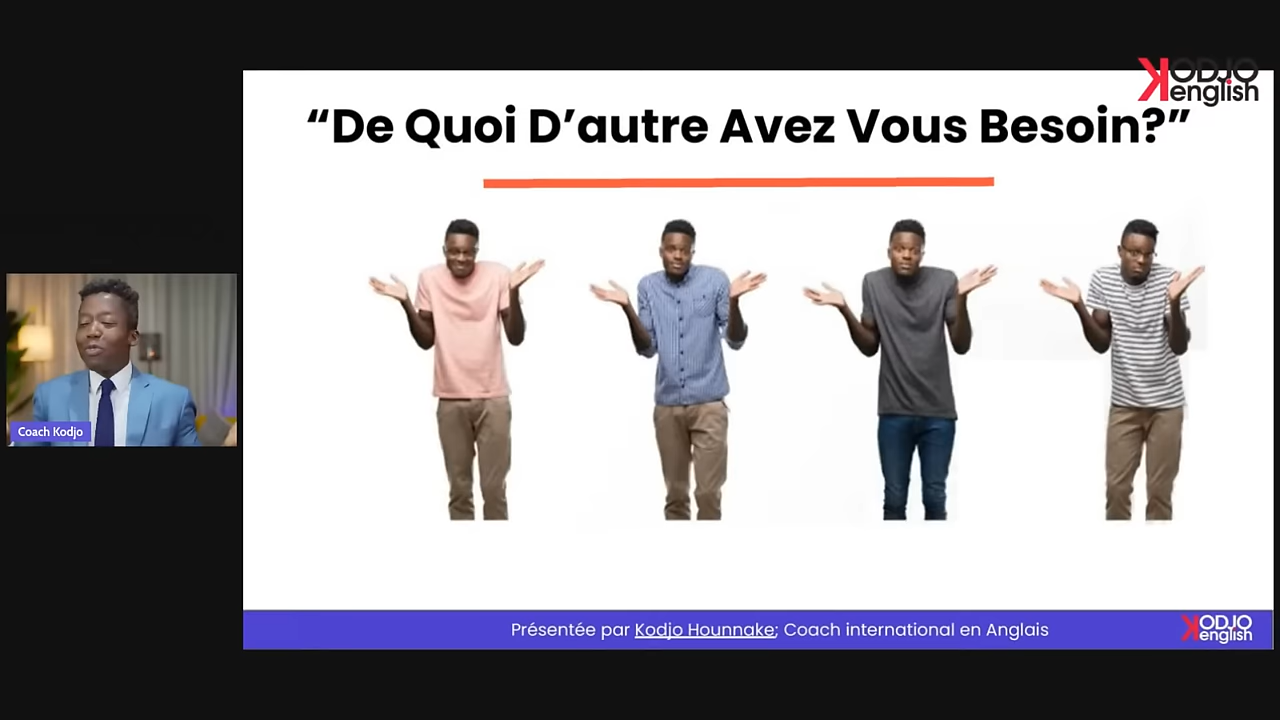 KODJO
english
“De Quoi D’autre Avez Vous Besoin?”
Coach Kodjo
Présentée par Kodjo Hounnake; Coach international en Anglais
KODJO
english